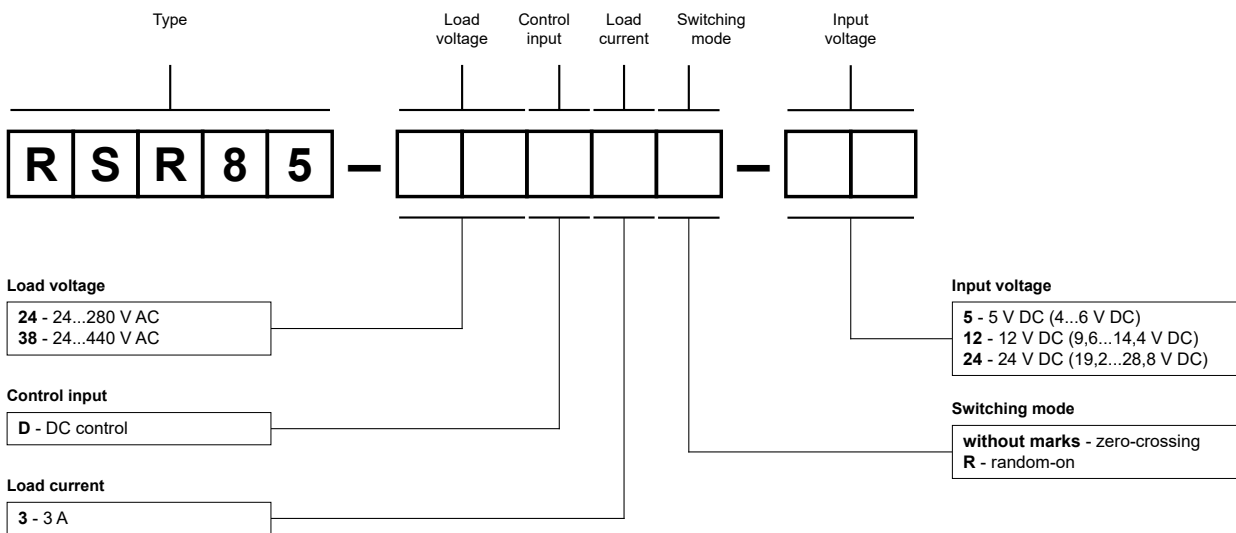 Type
Load
voltage
Control
input
Load
current
Switching
mode
Input
voltage
R S R 8 5 – –
Load voltage
24 - 24...280 V AC
38 - 24...440 V AC
Control input
D - DC control
Load current
3 - 3 A
Input voltage
5 - 5 V DC (4...6 V DC)
12 - 12 V DC (9,6...14,4 V DC)
24 - 24 V DC (19,2...28,8 V DC)
Switching mode
without marks - zero-crossing
R - random-on